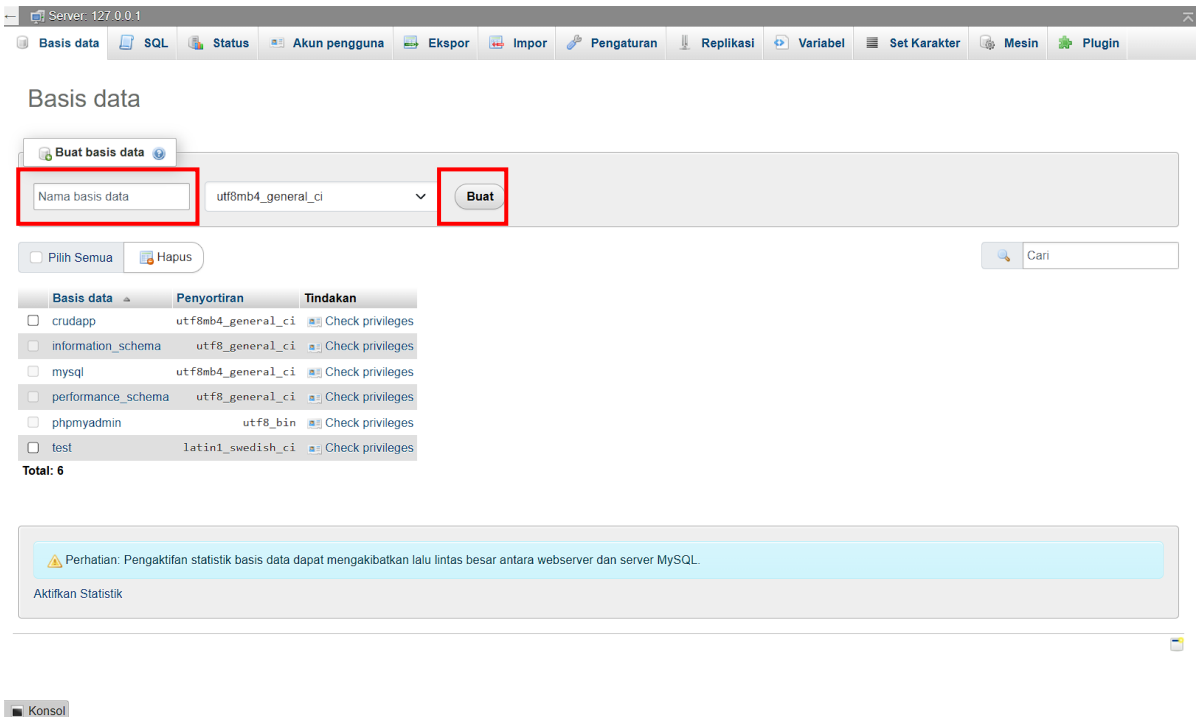 Server: 127.0.0.1
Basis data SQL Status Akun pengguna Ekspor Impor Pengaturan Replikasi Variabel Set Karakter Mesin Plugin
Basis data
Buat basis data
Nama basis data utf8mb4_general_ci Buat
Pilih Semua Hapus Cari
Basis data Penyortiran Tindakan
crudapp utf8mb4_general_ci Check privileges
information_schema utf8_general_ci Check privileges
mysql utf8mb4_general_ci Check privileges
performance_schema utf8_general_ci Check privileges
phpmyadmin utf8_bin Check privileges
test latin1_swedish_ci Check privileges
Total: 6
Perhatian: Pengaktifan statistik basis data dapat mengakibatkan lalu lintas besar antara webserver dan server MySQL.
Aktifkan Statistik
Konsol